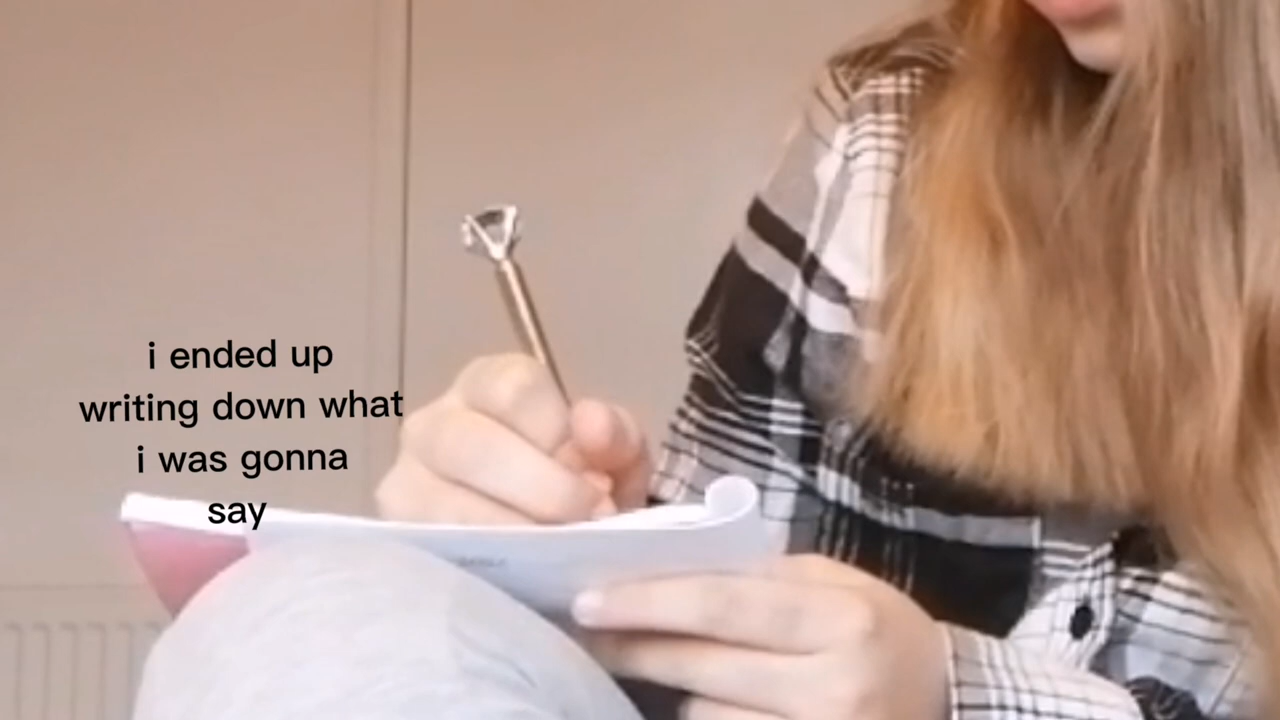 i ended up
writing down what
i was gonna
say